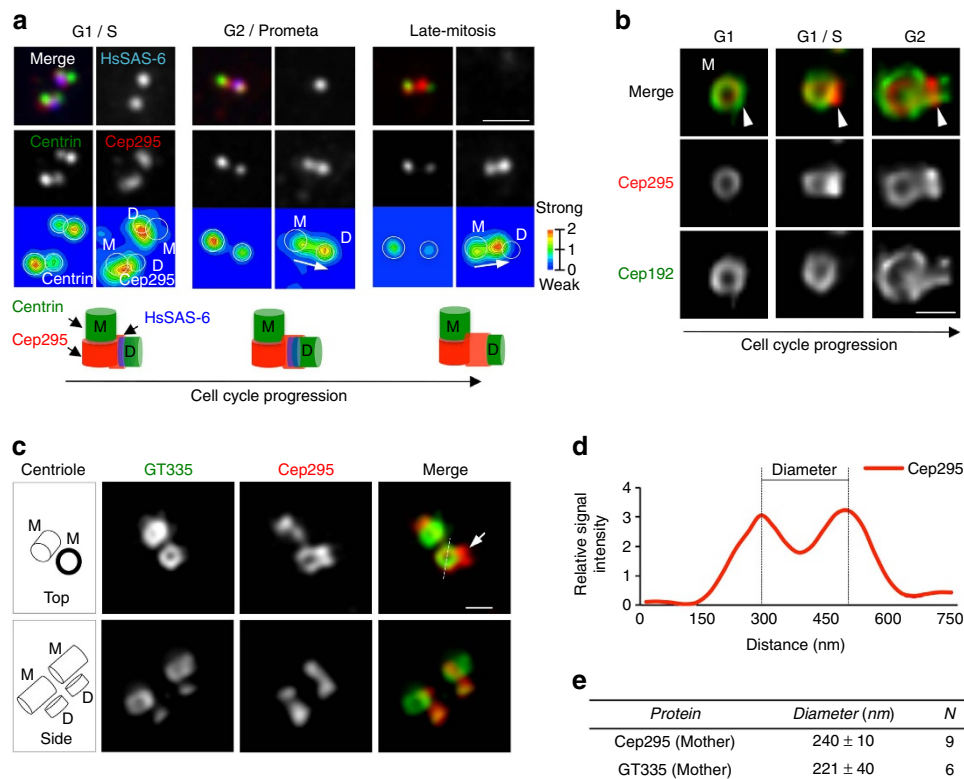 a
G1 / S
G2 / Prometa
Late-mitosis
Merge
HsSAS-6
Centrin
Cep295
D
M
M
D
Centrin
Cep295
M
D
M
D
Strong
2
1
0
Weak
Centrin
Cep295
HsSAS-6
M
D
M
D
M
D
Cell cycle progression
b
G1
G1 / S
G2
Merge
M
Cep295
Cep192
Cell cycle progression
c
Centriole
GT335
Cep295
Merge
M
M
Top
M
M
D
D
Side
d
Diameter
Cep295
Relative signal
intensity
4
3
2
1
0
0 150 300 450 600 750
Distance (nm)
e
Protein Diameter (nm) N
Cep295 (Mother) 240 ± 10 9
GT335 (Mother) 221 ± 40 6